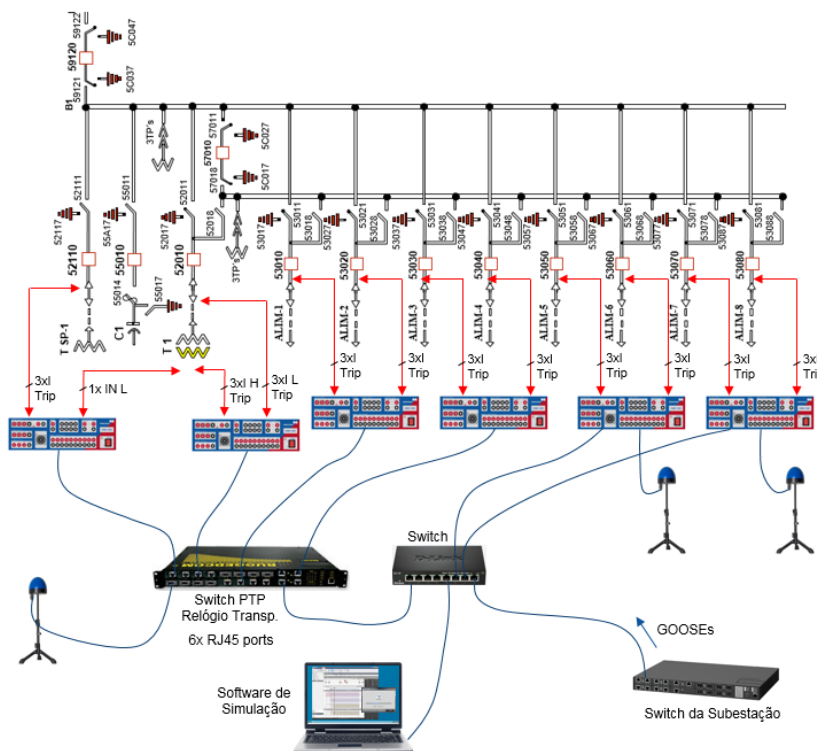 59122
5C047
59120
5C037
59121
B1
3TP's
57011
5C027
57010
5C017
57018
52111
52117
52110
55011
55A17
55010
55014
55017
C1
T SP-1
52011
52017
52018
52010
T 1
3TP's
53011
53017
53018
53010
ALIM-1
53021
53027
53028
53020
ALIM-2
53031
53037
53038
53030
ALIM-3
53041
53047
53048
53040
ALIM-4
53051
53057
53058
53050
ALIM-5
53061
53067
53068
53060
ALIM-6
53071
53077
53078
53070
ALIM-7
53081
53087
53088
53080
ALIM-8
3xI
Trip
1x IN L
3xI H
Trip
3xI L
Trip
3xI
Trip
3xI
Trip
3xI
Trip
3xI
Trip
3xI
Trip
3xI
Trip
3xI
Trip
3xI
Trip
RUGGEDCOM
Switch PTP
Relógio Transp.
6x RJ45 ports
Switch
D-Link
GOOSEs
Software de
Simulação
Switch da Subestação